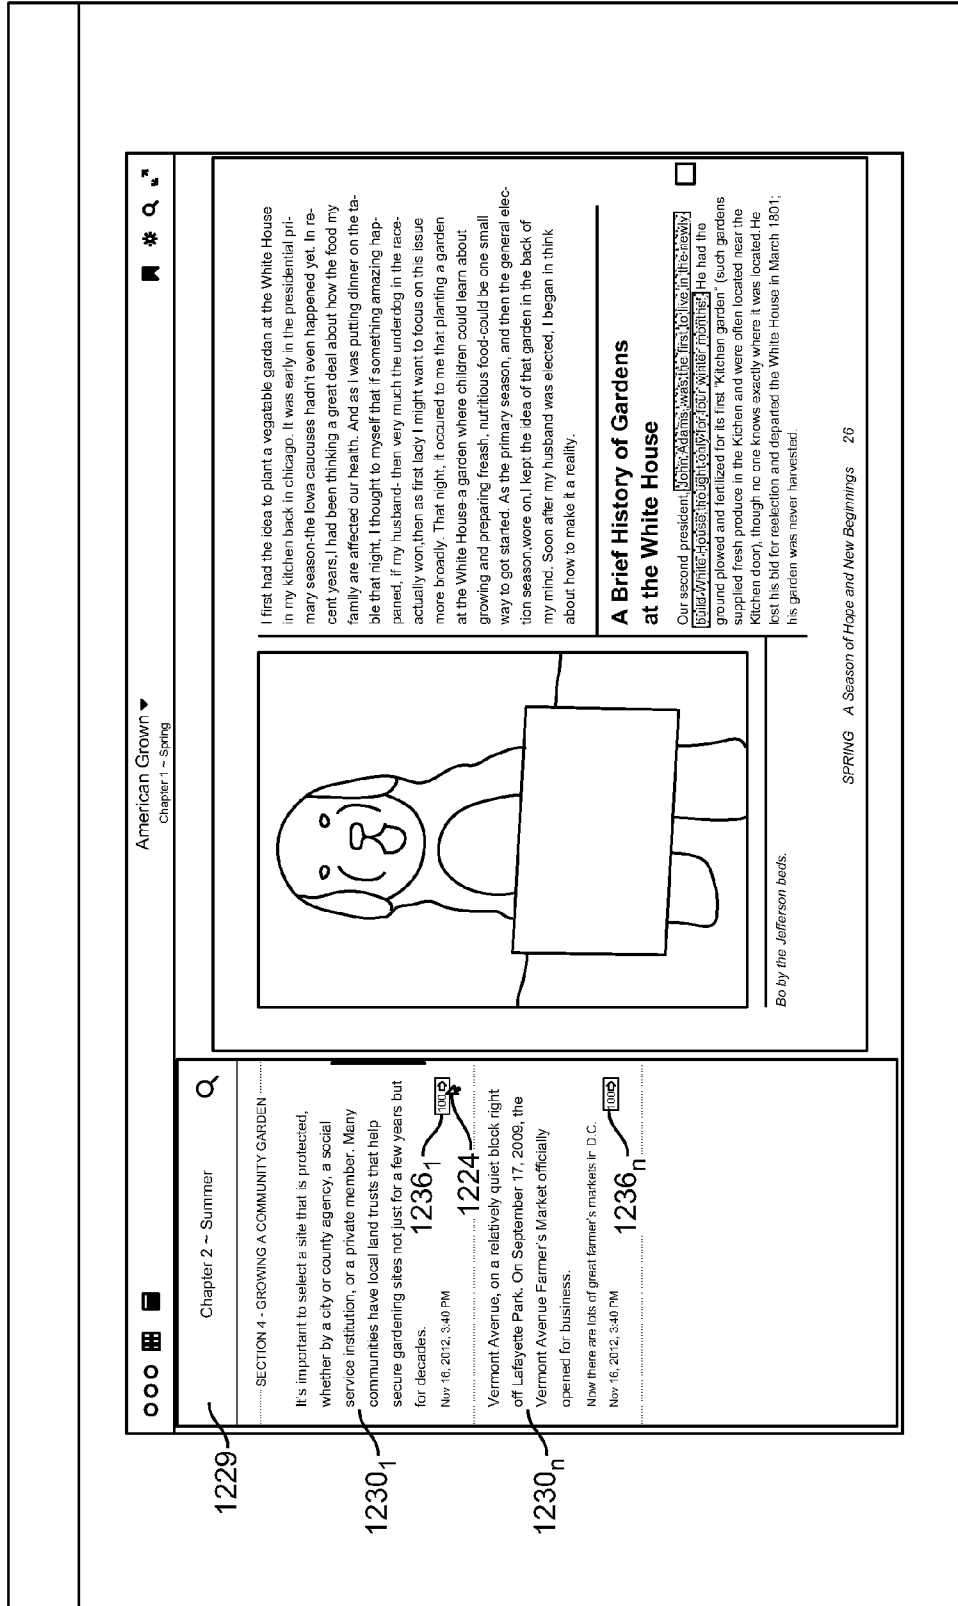 American Grown
Chapter 1 ~ Spring
Chapter 2 ~ Summer
SECTION 4 - GROWING A COMMUNITY GARDEN
It's important to select a site that is protected,
whether by a city or county agency, a social
service institution, or a private member. Many
communities have local land trusts that help
secure gardening sites not just for a few years but
for decades.
Nov 16, 2012, 3:40 PM
100
Vermont Avenue, on a relatively quiet block right
off Lafayette Park. On September 17, 2009, the
Vermont Avenue Farmer's Market officially
opened for business.
Now there are lots of great farmer's markets in D.C.
Nov 16, 2012, 3:40 PM
100
1229
1230₁
1230ₙ
1236₁
1224
1236ₙ
Bo by the Jefferson beds.
I first had the idea to plant a vegatable gardan at the White House
in my kitchen back in chicago. It was early in the presidential pri-
mary season-the Iowa caucuses hadn't even happened yet. In re-
cent years,I had been thinking a great deal about how the food my
family are affected our health. And as I was putting dinner on the ta-
ble that night, I thought to myself that if something amazing hap-
paned, if my husband- then very much the underdog in the race-
actually won,then as first lady I might want to focus on this issue
more broadly. That night, it occured to me that planting a garden
at the White House-a garden where children could learn about
growing and preparing freash, nutritious food-could be one small
way to got started. As the primary season, and then the general elec-
tion season,wore on,I kept the idea of that garden in the back of
my mind. Soon after my husband was elected, I began in think
about how to make it a reality.
A Brief History of Gardens
at the White House
Our second president, John Adams, was the first to live in the newly
build White House, thought only for four winter months. He had the
ground plowed and fertilized for its first "Kitchen garden" (such gardens
supplied fresh produce in the Kichen and were often located near the
Kitchen door), though no one knows exactly where it was located.He
lost his bid for reelection and departed the White House in March 1801;
his garden was never harvested.
SPRING A Season of Hope and New Beginnings 26